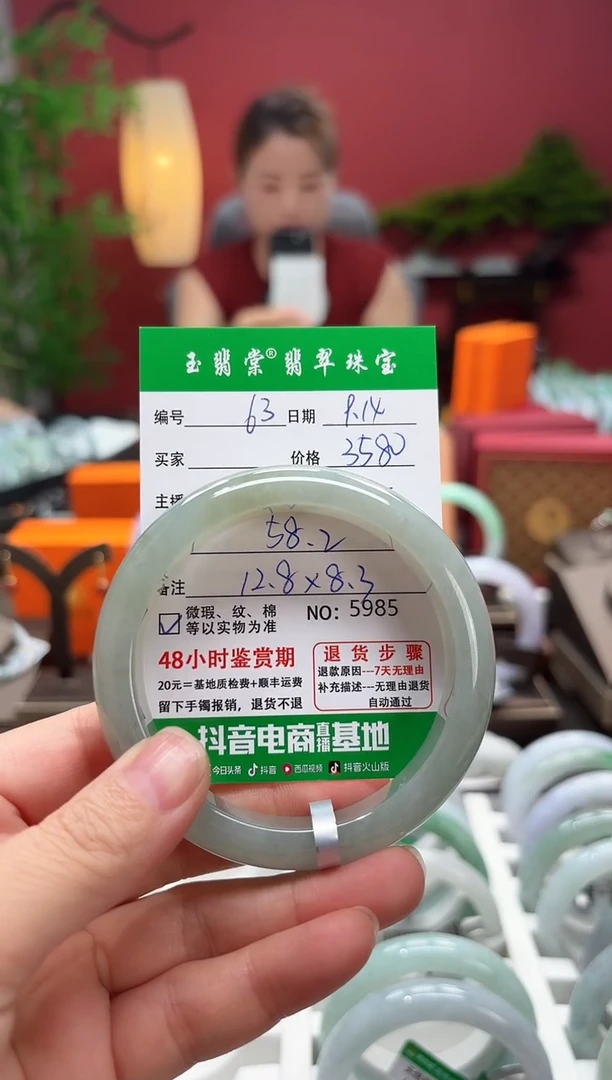 玉翡棠®翡翠珠宝
编号 63 日期 9.14
买家 价格 3580
主播
58.2
备注 12.8×8.3
微瑕、纹、棉
等以实物为准
NO: 5985
48小时鉴赏期
20元=基地质检费+顺丰运费
留下手镯报销，退货不退
退货步骤
退款原因---7天无理由
补充描述---无理由退货
自动通过
抖音电商直播基地
今日头条 抖音 西瓜视频 抖音火山版